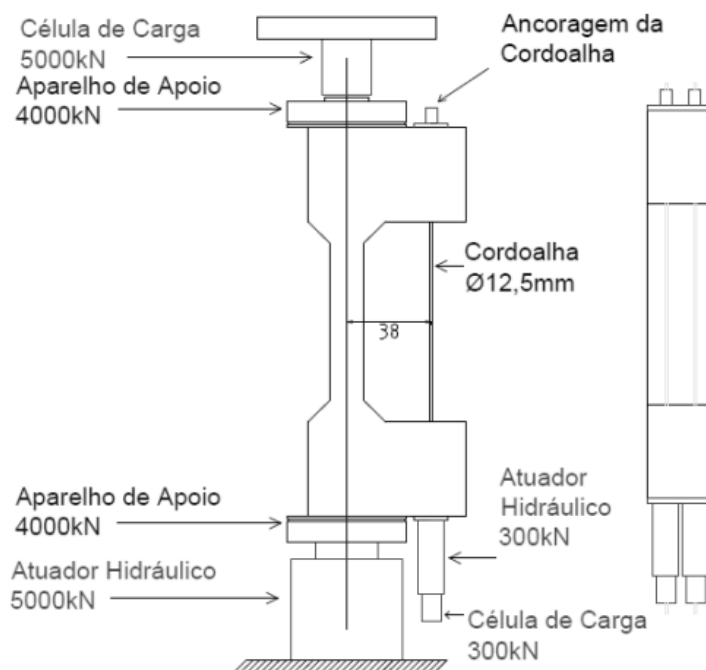 Célula de Carga
5000kN
Aparelho de Apoio
4000kN
Ancoragem da
Cordoalha
Cordoalha
Ø12,5mm
38
Aparelho de Apoio
4000kN
Atuador Hidráulico
5000kN
Atuador
Hidráulico
300kN
Célula de Carga
300kN